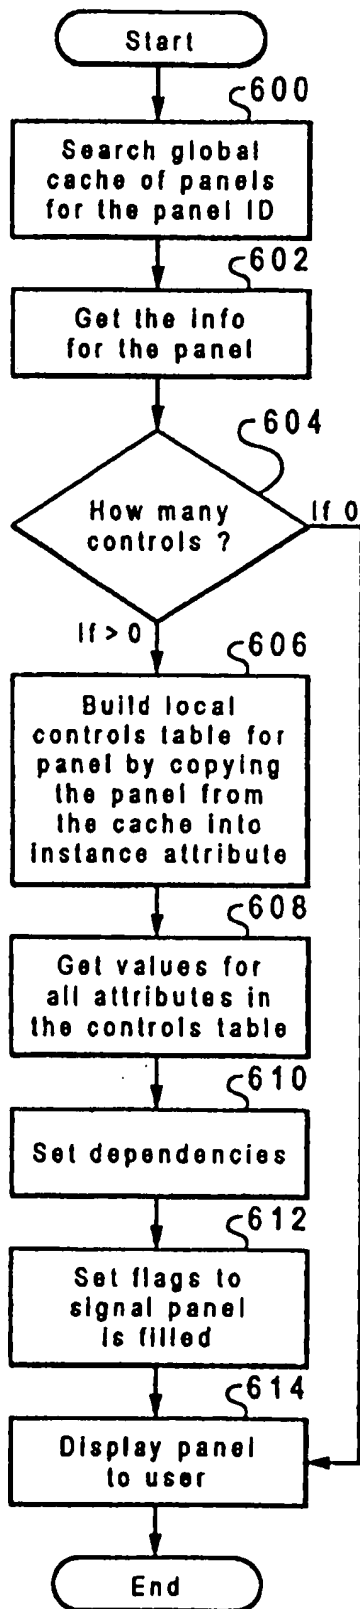 Start
600
Search global
cache of panels
for the panel ID
602
Get the info
for the panel
604
How many
controls ?
If 0
If > 0
606
Build local
controls table for
panel by copying
the panel from
the cache into
instance attribute
608
Get values for
all attributes in
the controls table
610
Set dependencies
612
Set flags to
signal panel
is filled
614
Display panel
to user
End